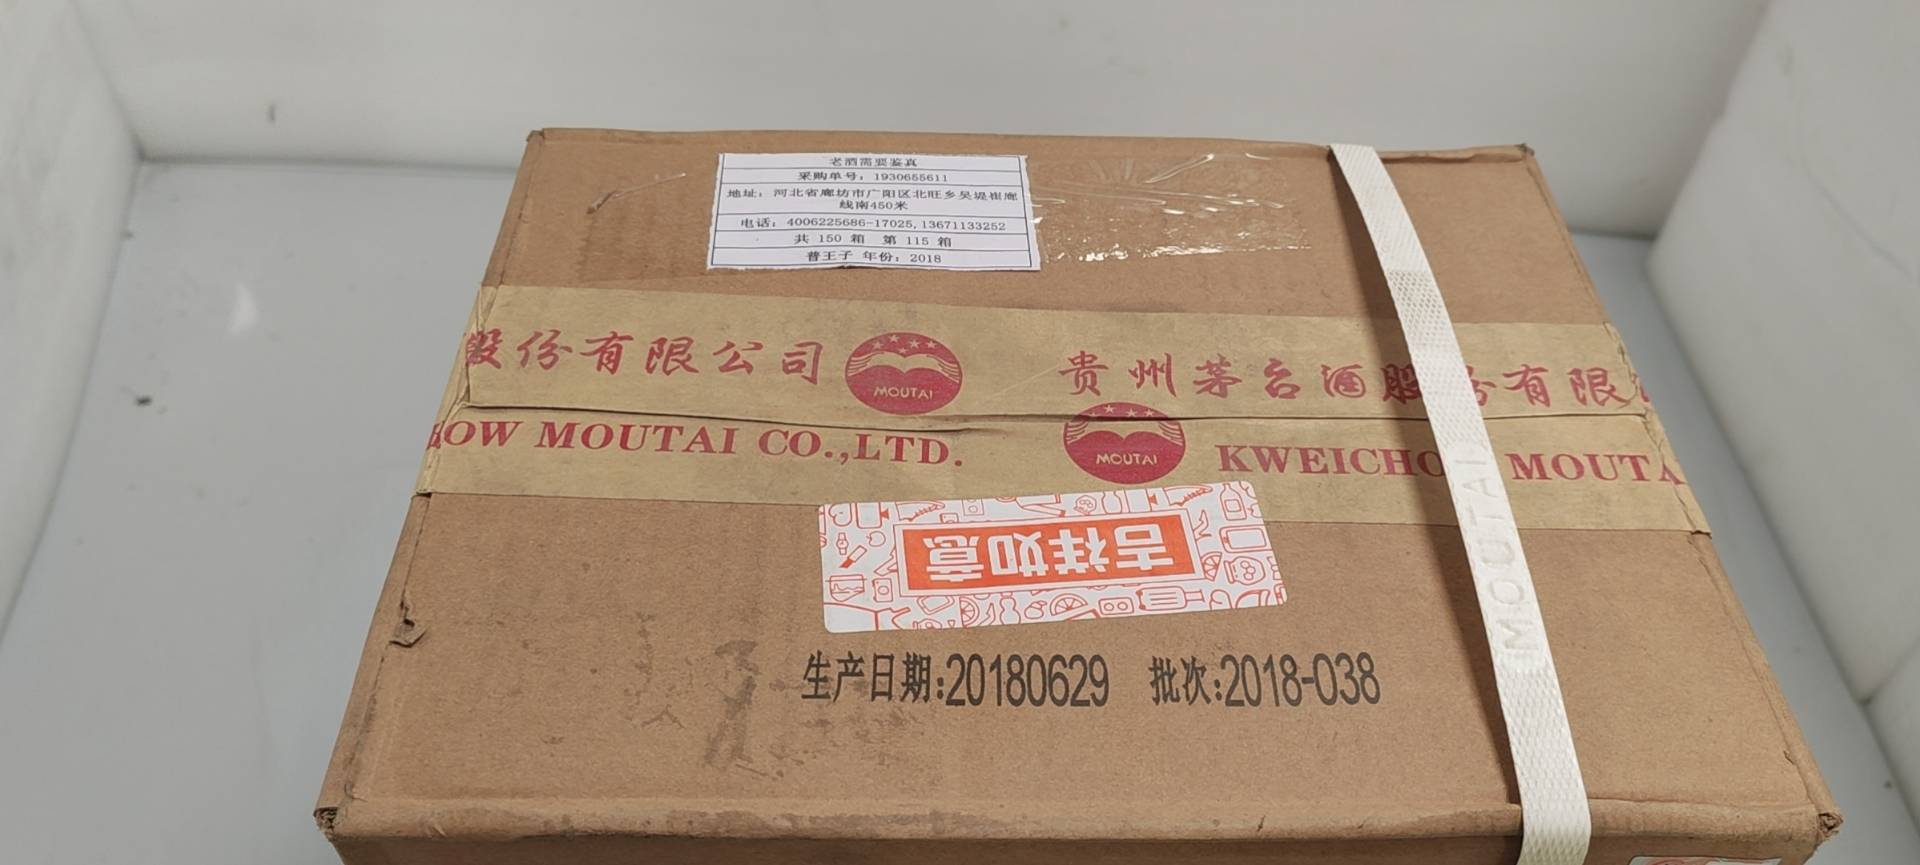 老酒需要鉴真
采购单号：1930655611
地址：河北省廊坊市广阳区北旺乡吴堤崔廊
线南450米
电话：4006225686-17025,13671133252
共 150 箱 第 115 箱
普王子 年份：2018
股份有限公司 MOUTAI 贵州茅台酒股份有限
HOW MOUTAI CO.,LTD. MOUTAI KWEICHO MOUTA
MOUTAI
吉祥如意
生产日期:20180629 批次:2018-038